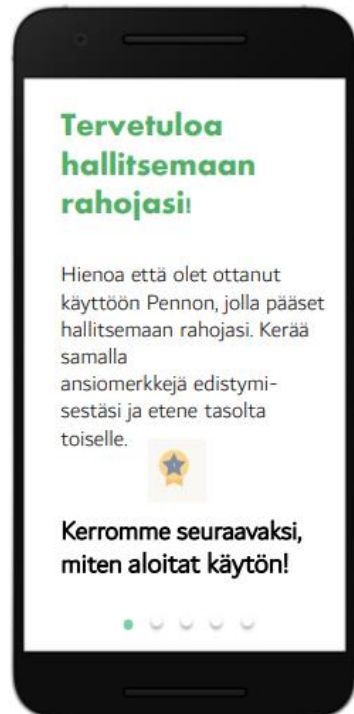 Tervetuloa
hallitsemaan
rahojasi!
Hienoa että olet ottanut
käyttöön Pennon, jolla pääset
hallitsemaan rahojasi. Kerää
samalla
ansiomerkkejä edistymi-
sestäsi ja etene tasolta
toiselle.
Kerromme seuraavaksi,
miten aloitat käytön!